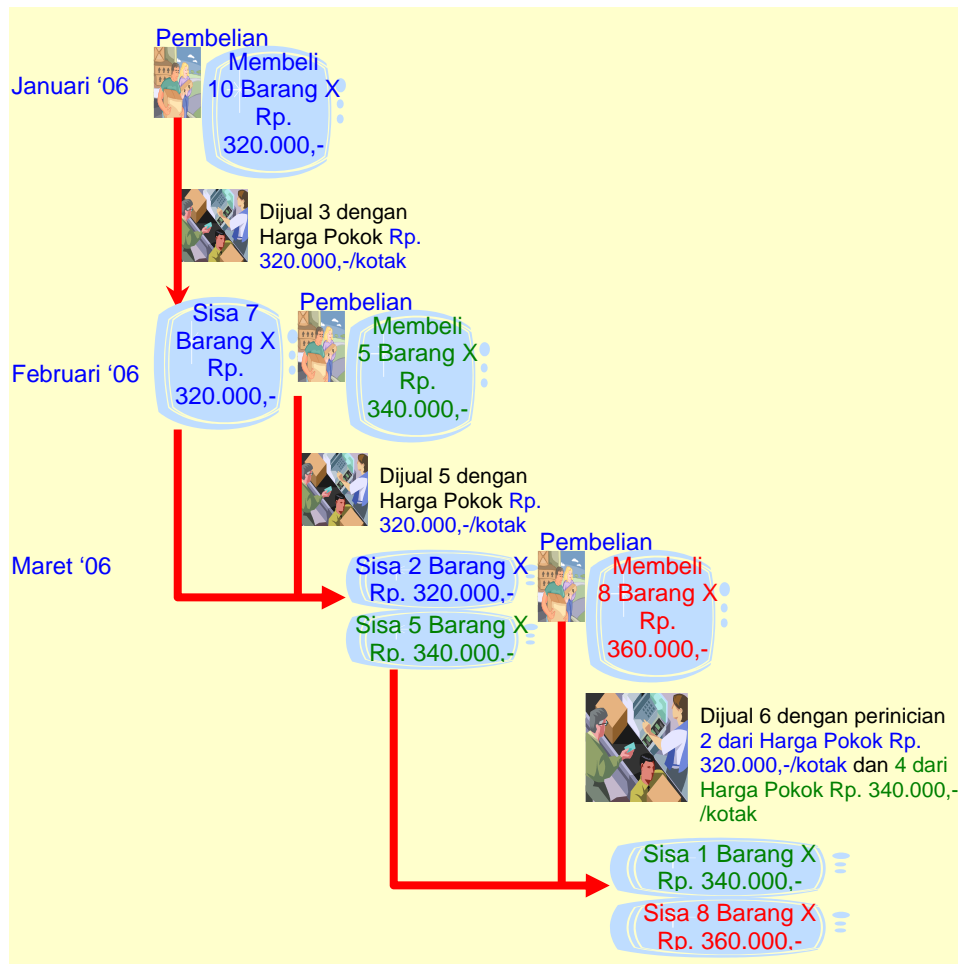 Pembelian
Januari ‘06
Membeli
10 Barang X
Rp.
320.000,-
Dijual 3 dengan
Harga Pokok Rp.
320.000,-/kotak
Pembelian
Februari ‘06
Sisa 7
Barang X
Rp.
320.000,-
Membeli
5 Barang X
Rp.
340.000,-
Dijual 5 dengan
Harga Pokok Rp.
320.000,-/kotak
Pembelian
Maret ‘06
Sisa 2 Barang X
Rp. 320.000,-
Sisa 5 Barang X
Rp. 340.000,-
Membeli
8 Barang X
Rp.
360.000,-
Dijual 6 dengan perinician
2 dari Harga Pokok Rp.
320.000,-/kotak dan 4 dari
Harga Pokok Rp. 340.000,-
/kotak
Sisa 1 Barang X
Rp. 340.000,-
Sisa 8 Barang X
Rp. 360.000,-